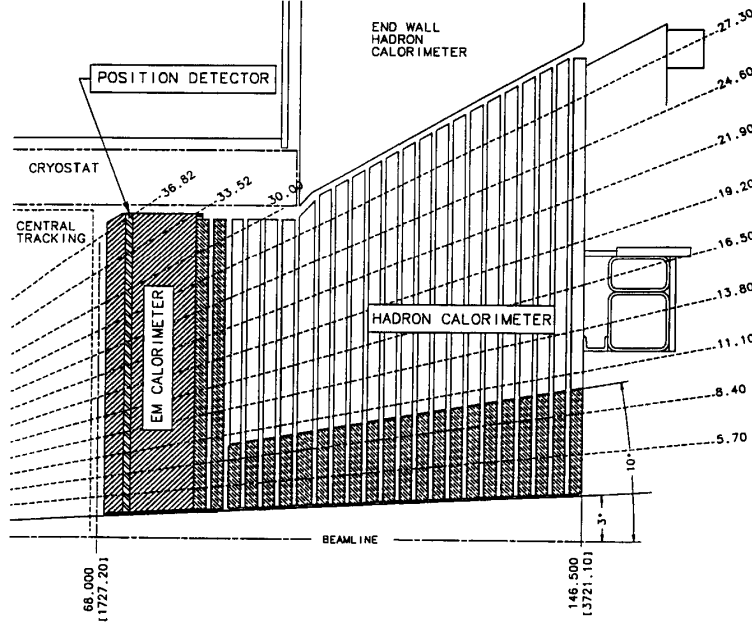 END WALL
HADRON
CALORIMETER
POSITION DETECTOR
CRYOSTAT
CENTRAL
TRACKING
36.82
33.52
30.00
27.30
24.60
21.90
19.20
16.50
13.80
11.10
8.40
5.70
EM CALORIMETER
HADRON CALORIMETER
10°
3°
BEAMLINE
68.000
[1727.20]
146.500
[3721.10]